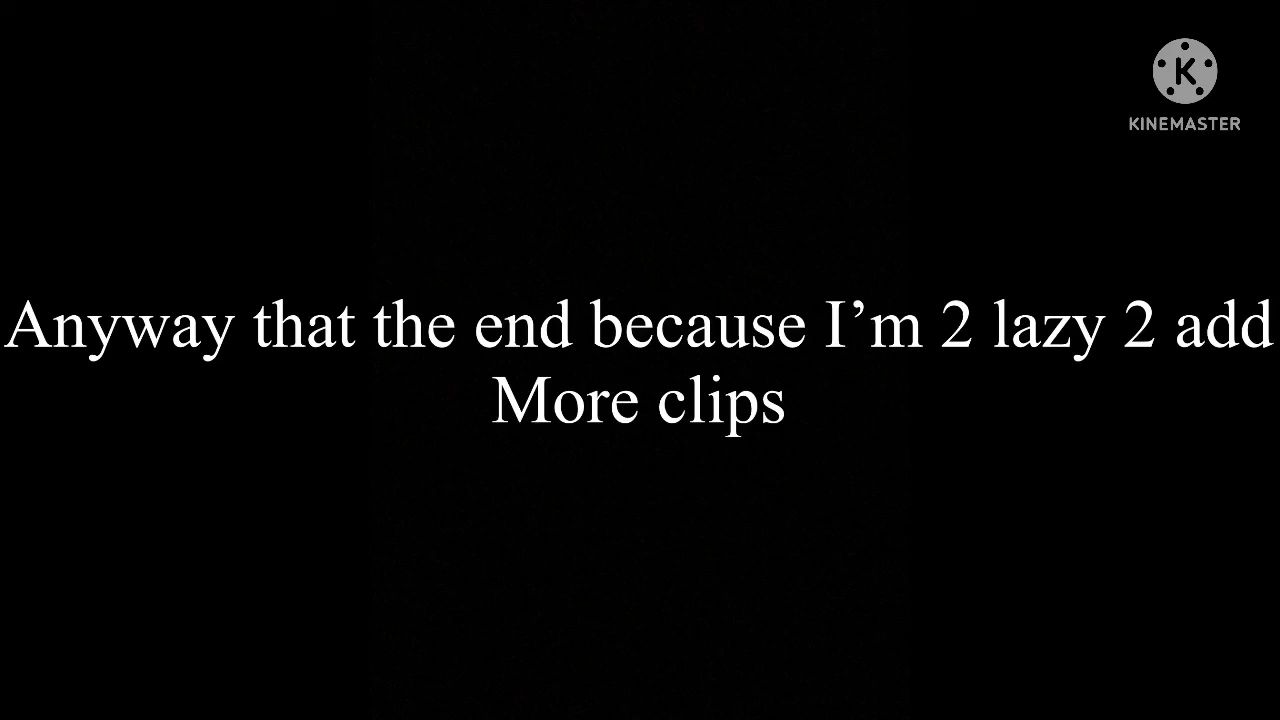 K
KINEMASTER
Anyway that the end because I’m 2 lazy 2 add
More clips